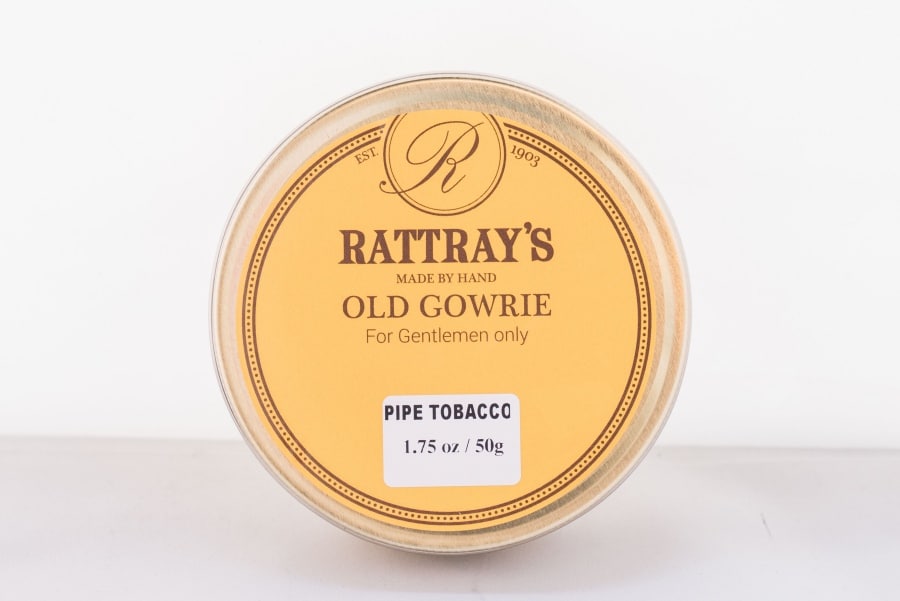 EST. R 1903
RATTRAY'S
MADE BY HAND
OLD GOWRIE
For Gentlemen only
PIPE TOBACCO
1.75 oz / 50g